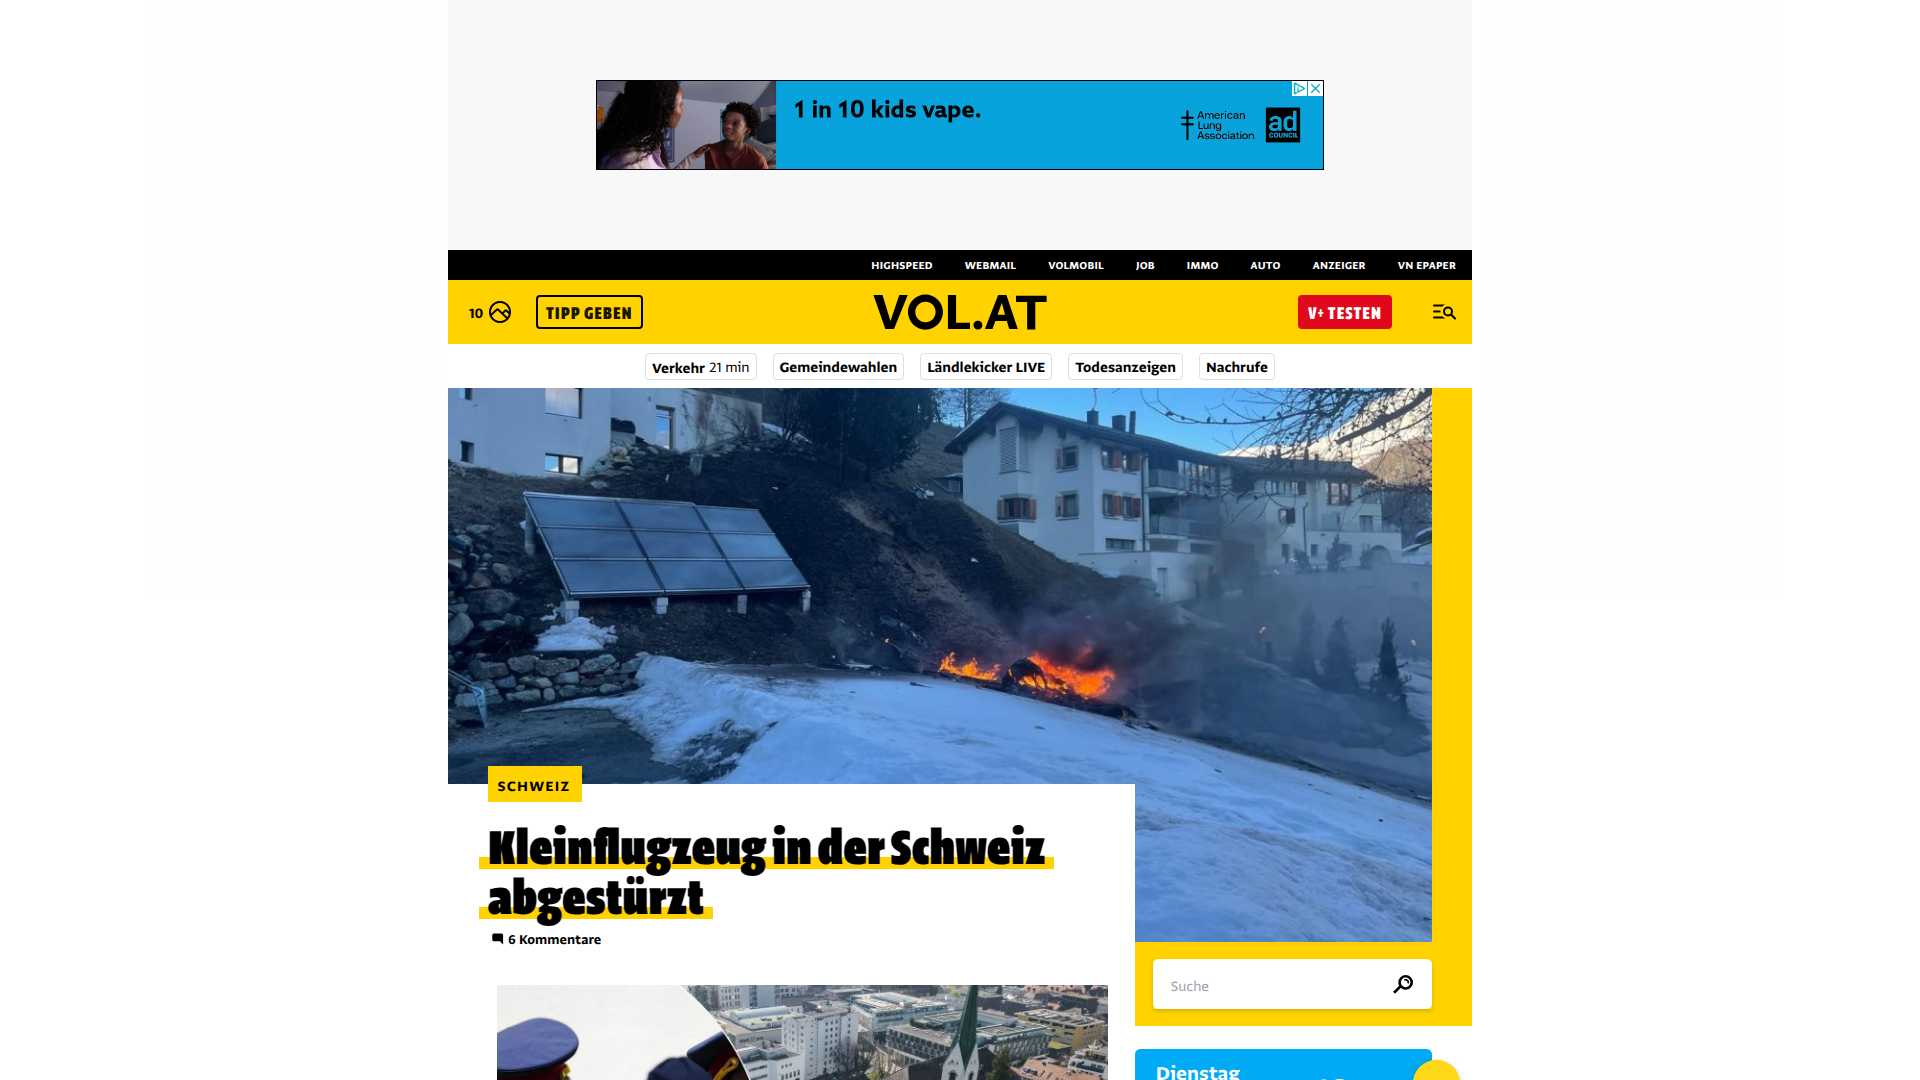 1 in 10 kids vape.
American
Lung
Association
ad
COUNCIL
HIGHSPEED WEBMAIL VOLMOBIL JOB IMMO AUTO ANZEIGER VN EPAPER
10 TIPP GEBEN VOL.AT V+ TESTEN
Verkehr 21 min Gemeindewahlen Ländlekicker LIVE Todesanzeigen Nachrufe
SCHWEIZ
Kleinflugzeug in der Schweiz
abgestürzt
6 Kommentare
Suche
Dienstag